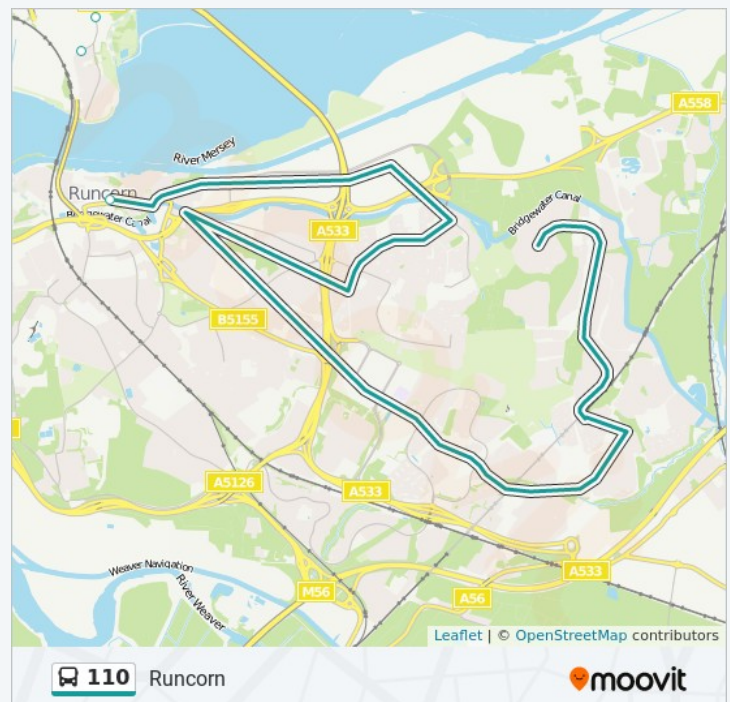 A558
River Mersey
Runcorn
Bridgewater Canal
Bridgewater Canal
A533
B5155
A5126
A533
Weaver Navigation
River Weaver
M56
A56
A533
Leaflet | © OpenStreetMap contributors
110 Runcorn
moovit